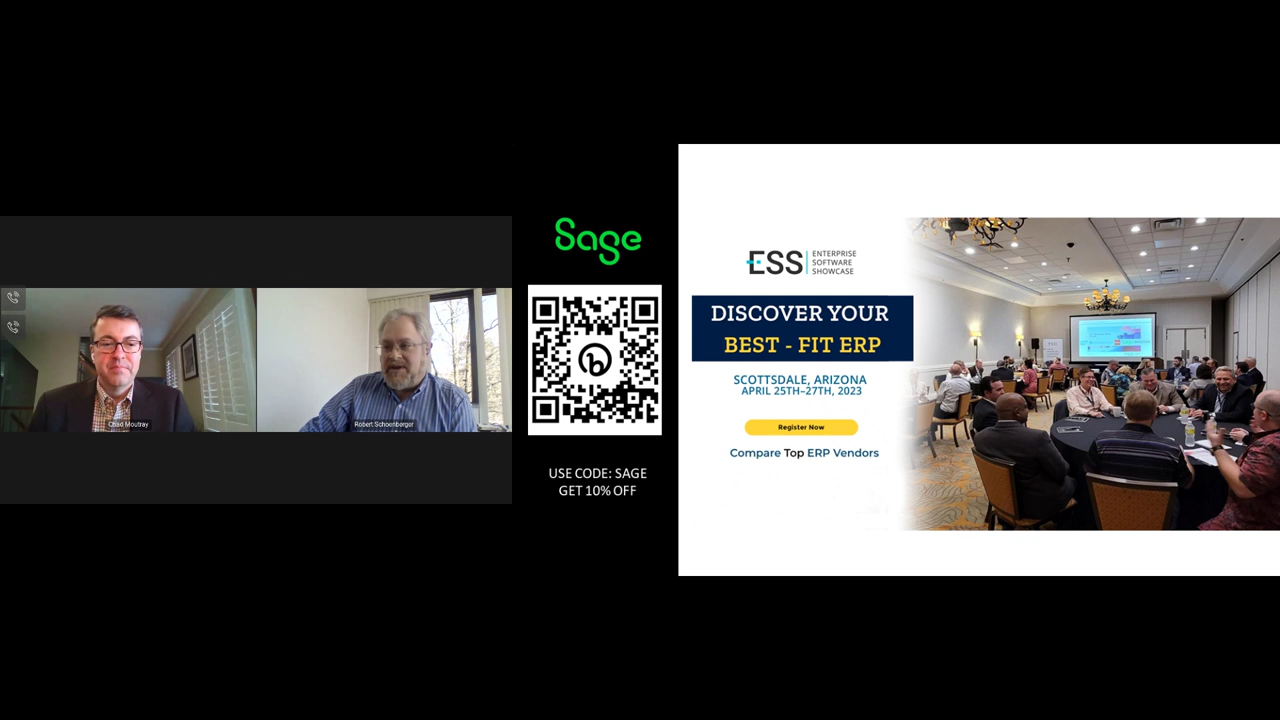 Chad Moutray
Robert Schoenberger
Sage
USE CODE: SAGE
GET 10% OFF
ESS
ENTERPRISE
SOFTWARE
SHOWCASE
DISCOVER YOUR
BEST - FIT ERP
SCOTTSDALE, ARIZONA
APRIL 25TH-27TH, 2023
Register Now
Compare Top ERP Vendors